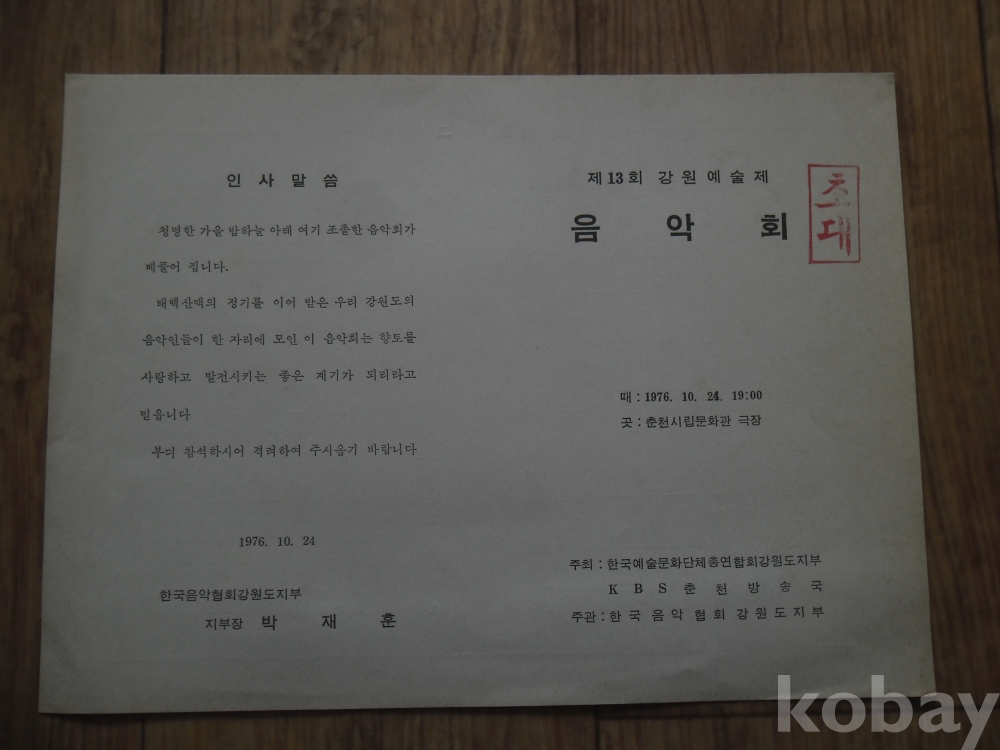 인 사 말 씀
청명한 가을 밤하늘 아래 여기 조촐한 음악회가
베풀어 집니다.
태백산맥의 정기를 이어 받은 우리 강원도의
음악인들이 한 자리에 모인 이 음악회는 향토를
사랑하고 발전시키는 좋은 계기가 되리라고
믿읍니다
부디 참석하시어 격려하여 주시옵기 바랍니다
1976. 10. 24
한국음악협회강원도지부
지부장 박 재 훈
제13회 강원예술제
음 악 회
초대
때 : 1976. 10. 24. 19:00
곳 : 춘천시립문화관 극장
주최 : 한국예술문화단체총연합회강원도지부
KBS춘천방송국
주관 : 한국음악협회강원도지부
kobay